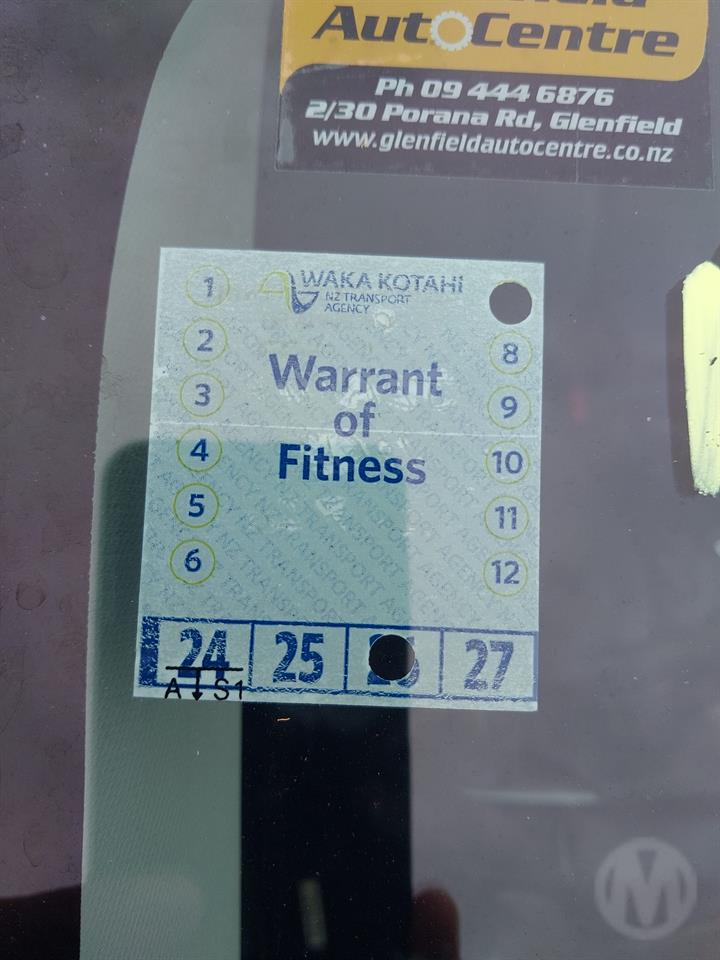 AutoCentre
Ph 09 444 6876
2/30 Porana Rd, Glenfield
www.glenfieldautocentre.co.nz
WAKA KOTAHI
NZ TRANSPORT
AGENCY
Warrant
of
Fitness
1
2
3
4
5
6
8
9
10
11
12
24 25 26 27
A S1
M